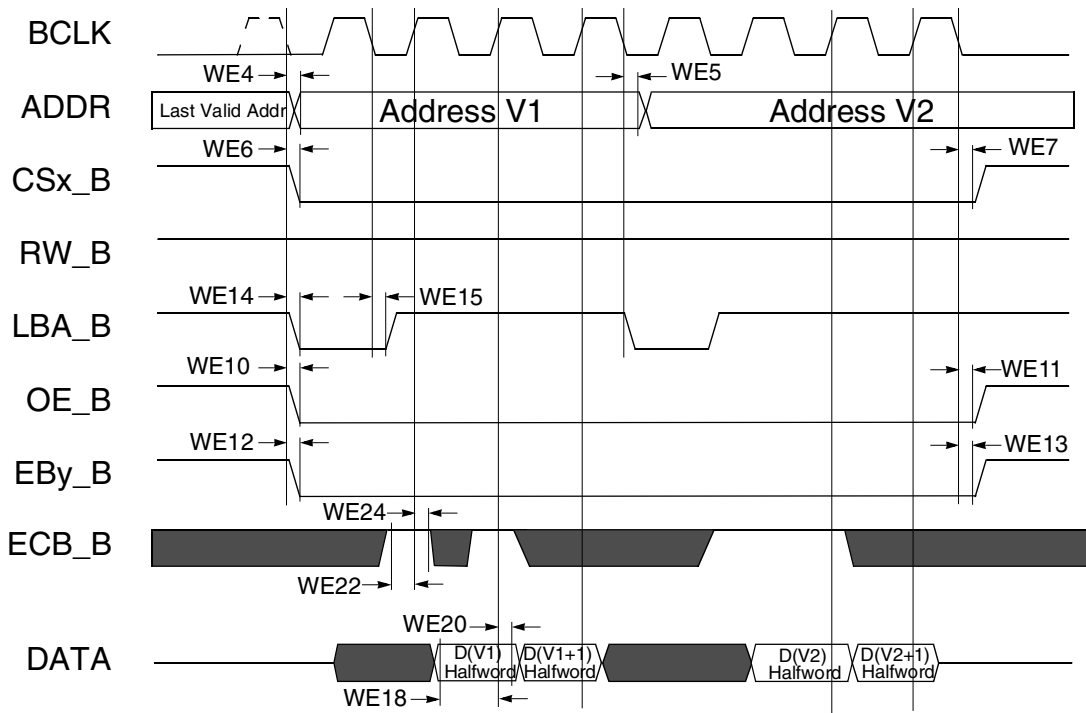 BCLK
WE4
WE5
ADDR
Last Valid Addr
Address V1
Address V2
WE6
WE7
CSx_B
RW_B
WE14
WE15
LBA_B
WE10
WE11
OE_B
WE12
WE13
EBy_B
WE24
ECB_B
WE22
WE20
DATA
D(V1)
Halfword
D(V1+1)
Halfword
D(V2)
Halfword
D(V2+1)
Halfword
WE18